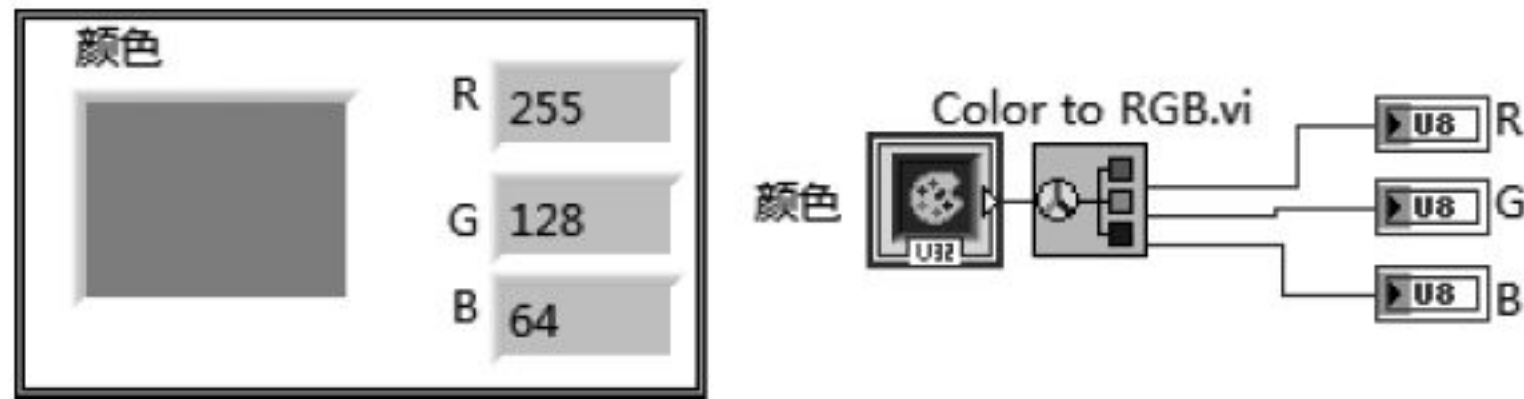 颜色
R 255
G 128
B 64
Color to RGB.vi
颜色
U32
U8 R
U8 G
U8 B